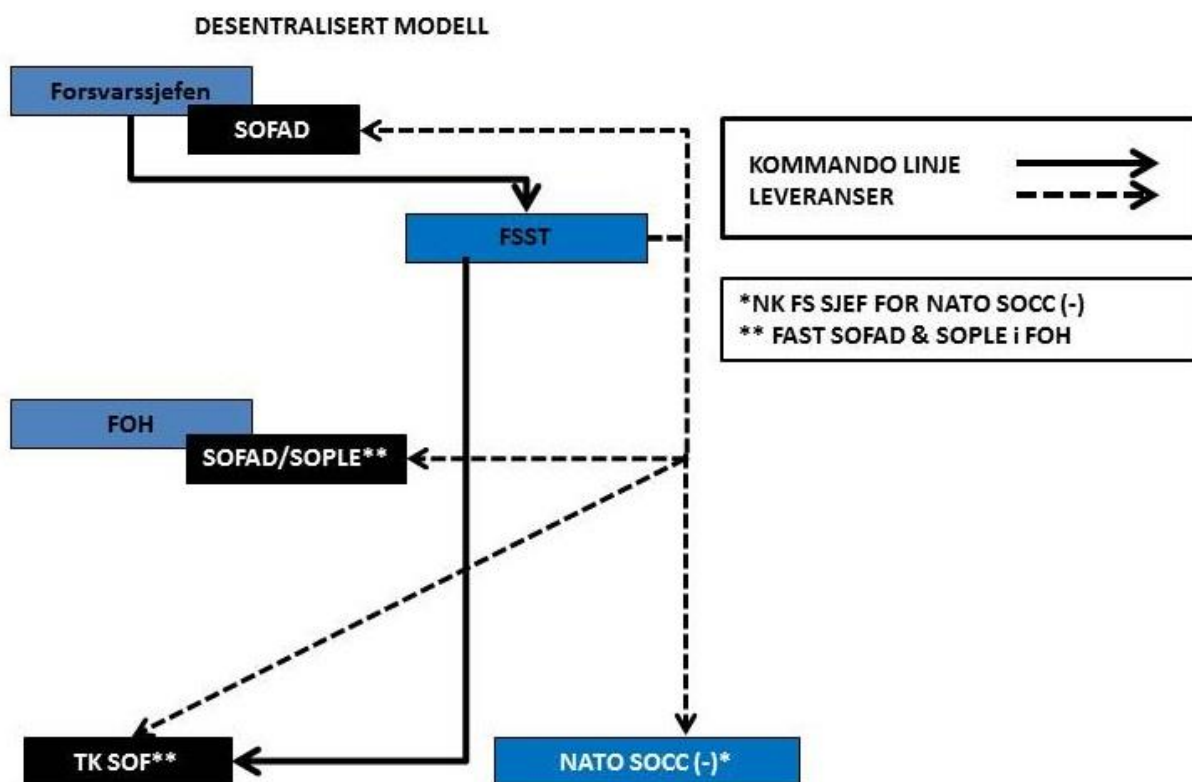 DESENTRALISERT MODELL
Forsvarssjefen
SOFAD
KOMMANDO LINJE
LEVERANSER
FSST
*NK FS SJEF FOR NATO SOCC (-)
** FAST SOFAD & SOPLE i FOH
FOH
SOFAD/SOPLE**
TK SOF**
NATO SOCC (-)*